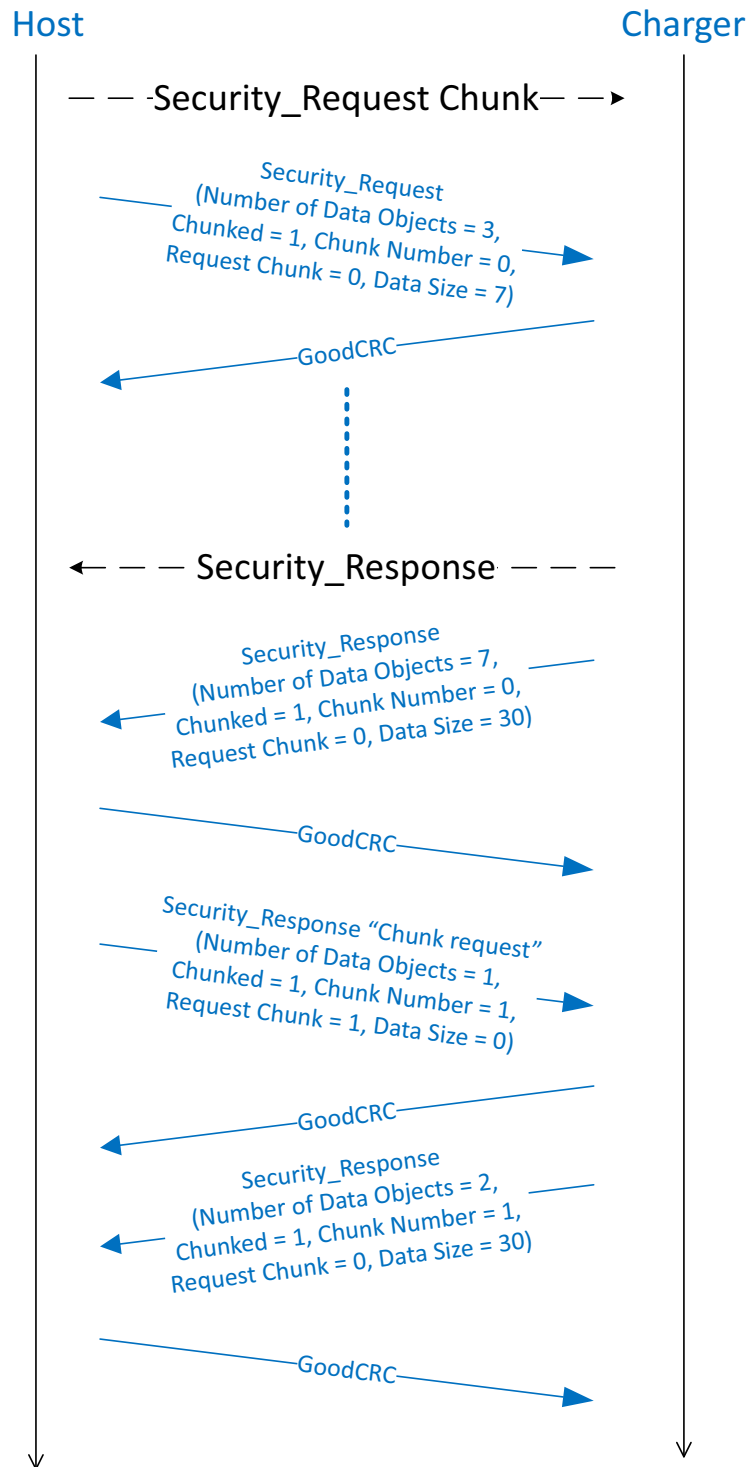 Host
Charger
Security_Request Chunk
Security_Request
(Number of Data Objects = 3,
Chunked = 1, Chunk Number = 0,
Request Chunk = 0, Data Size = 7)
GoodCRC
Security_Response
Security_Response
(Number of Data Objects = 7,
Chunked = 1, Chunk Number = 0,
Request Chunk = 0, Data Size = 30)
GoodCRC
Security_Response “Chunk request”
(Number of Data Objects = 1,
Chunked = 1, Chunk Number = 1,
Request Chunk = 1, Data Size = 0)
GoodCRC
Security_Response
(Number of Data Objects = 2,
Chunked = 1, Chunk Number = 1,
Request Chunk = 0, Data Size = 30)
GoodCRC